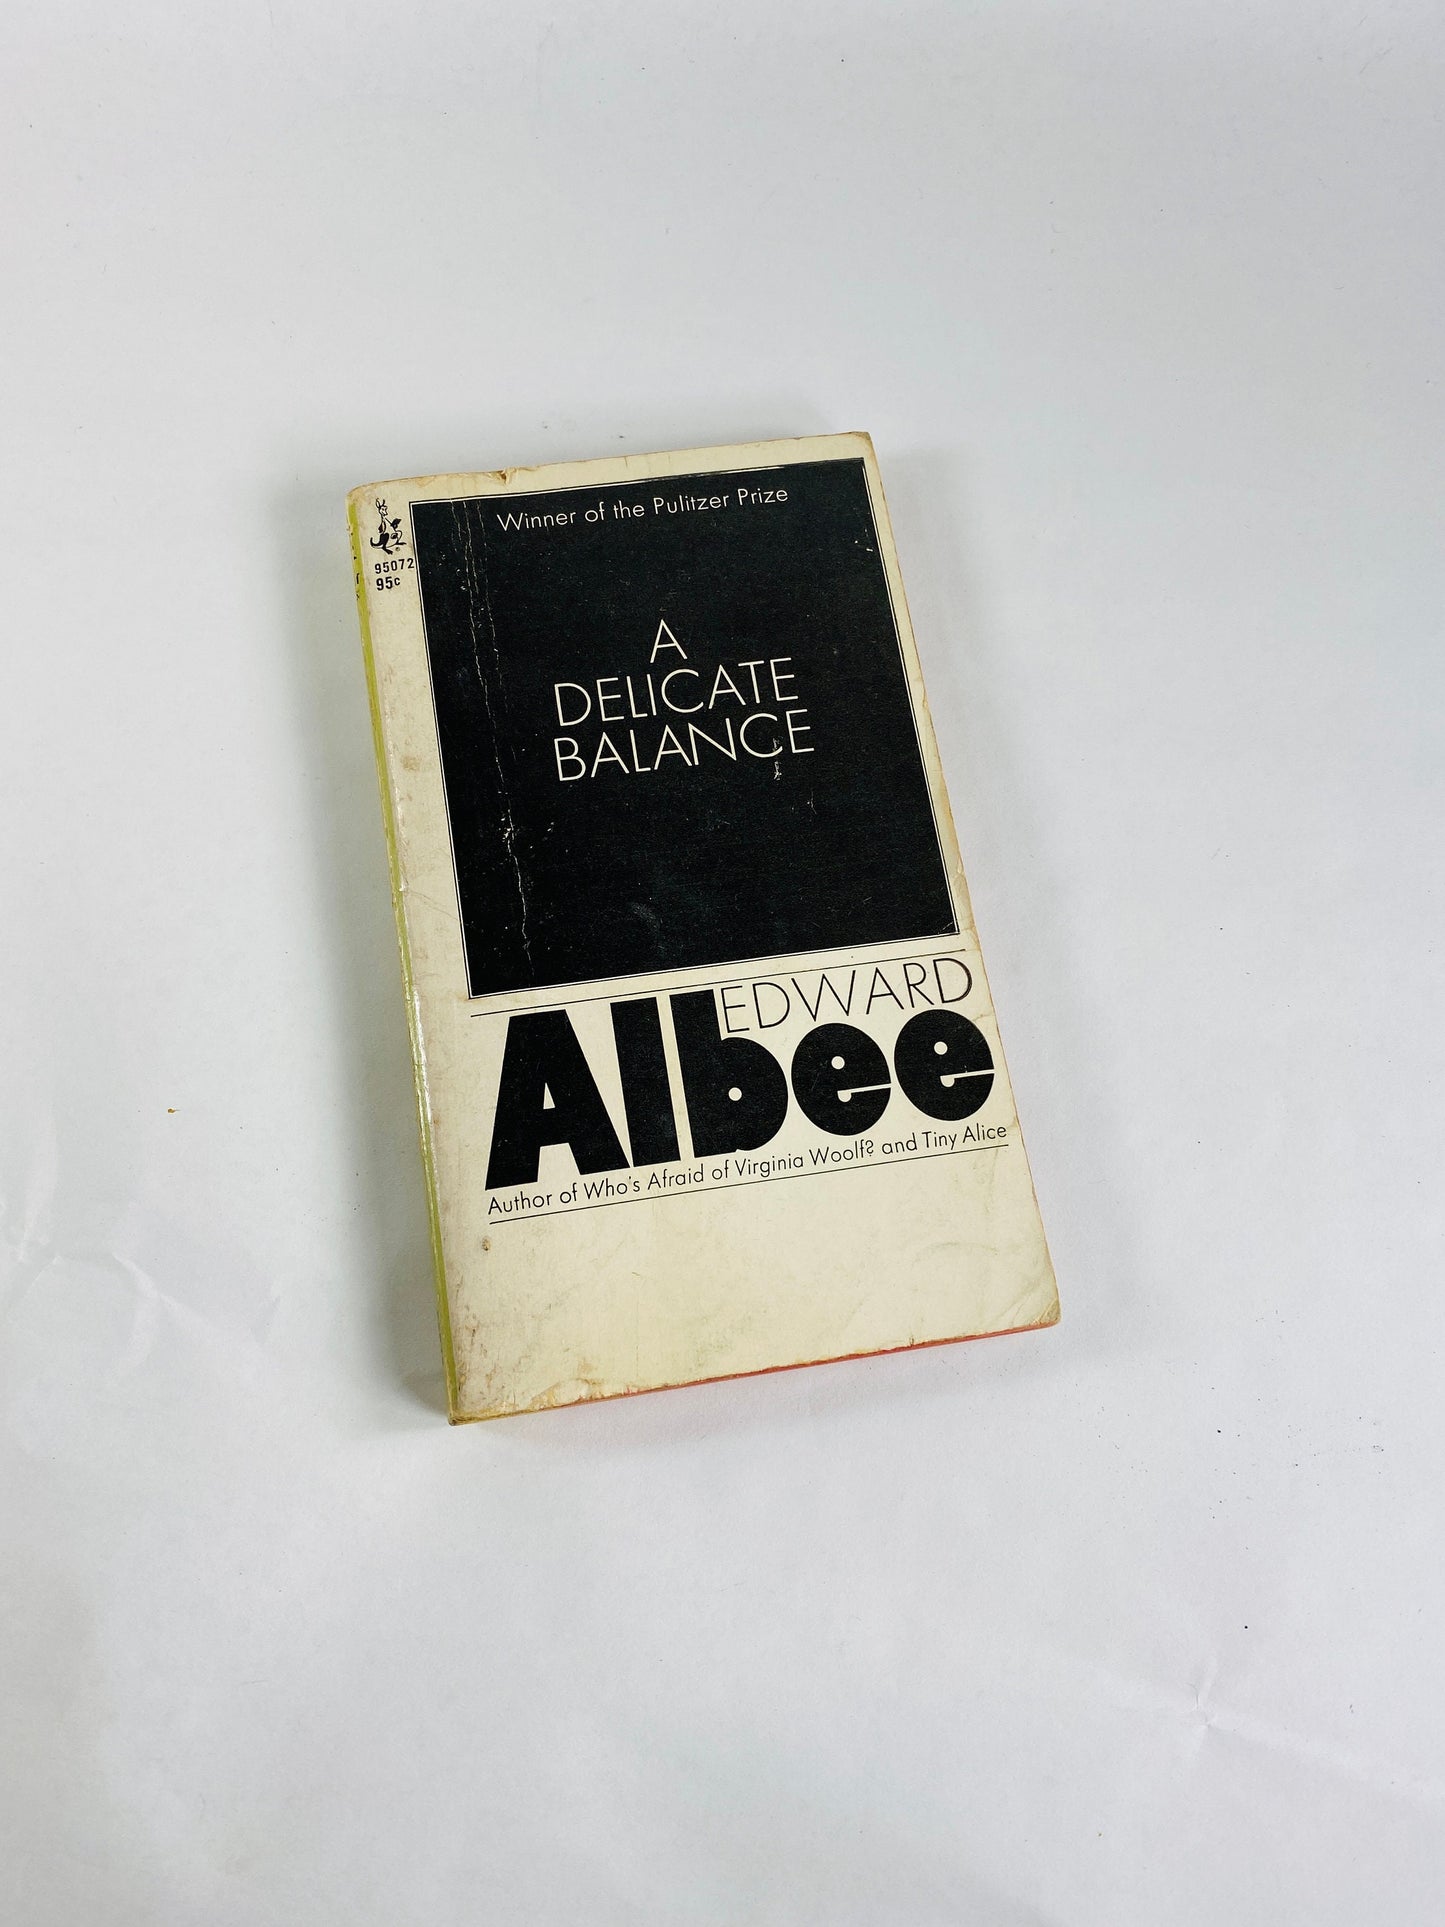 Winner of the Pulitzer Prize
95072
95c
A
DELICATE
BALANCE
EDWARD
Albee
Author of Who's Afraid of Virginia Woolf? and Tiny Alice